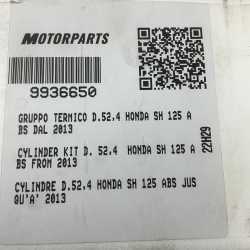 MOTORPARTS
9936650
GRUPPO TERMICO D.52,4 HONDA SH 125 A
BS DAL 2013
CYLINDER KIT D. 52,4 HONDA SH 125 A
BS FROM 2013
CYLINDRE D.52,4 HONDA SH 125 ABS JUS
QU'A' 2013
22H29